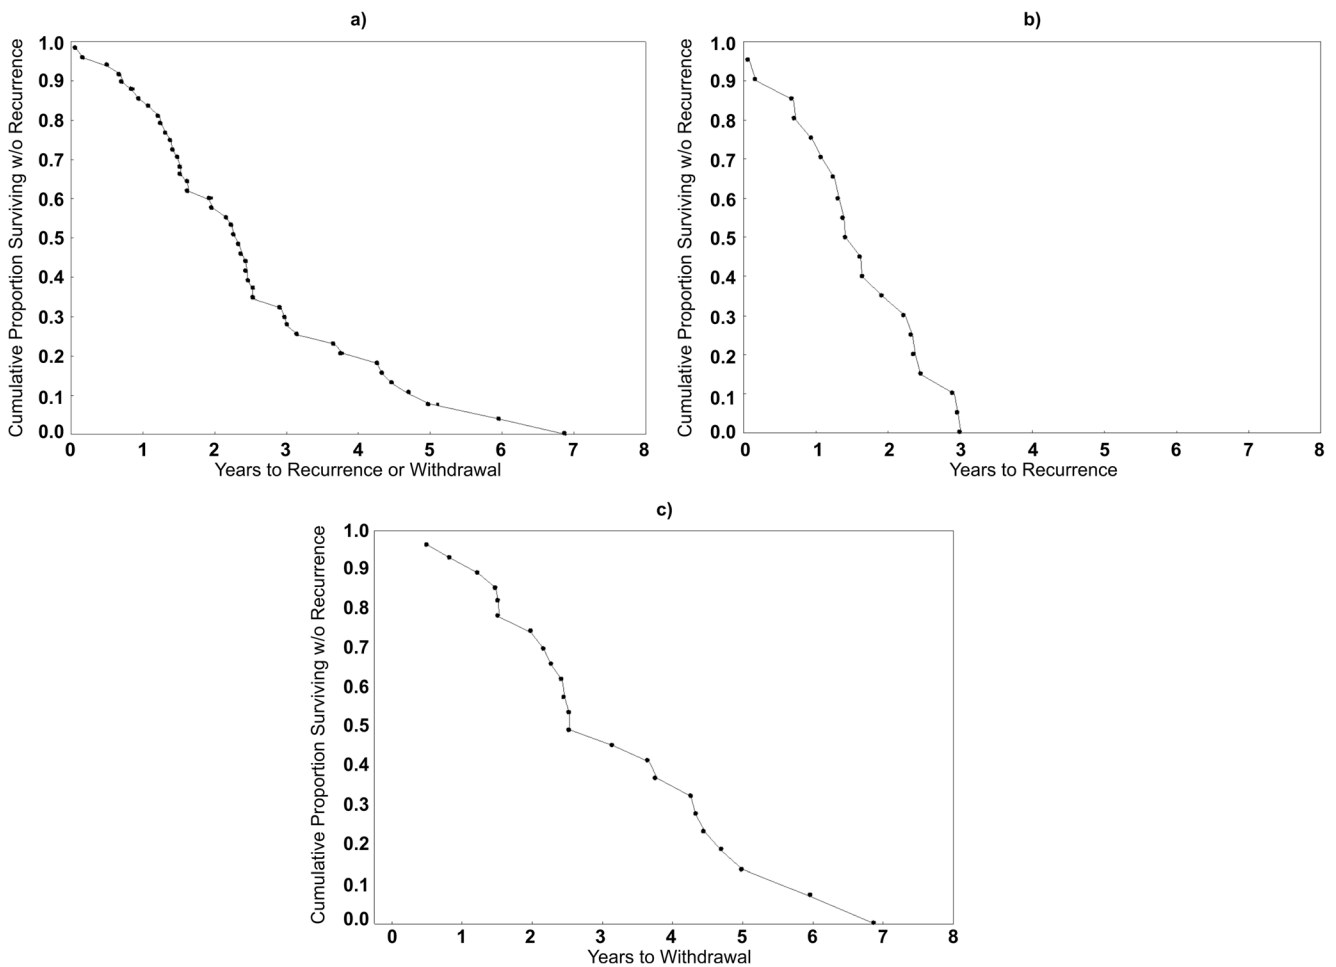 a)
Cumulative Proportion Surviving w/o Recurrence
1.0
0.9
0.8
0.7
0.6
0.5
0.4
0.3
0.2
0.1
0.0
0 1 2 3 4 5 6 7 8
Years to Recurrence or Withdrawal
b)
Cumulative Proportion Surviving w/o Recurrence
1.0
0.9
0.8
0.7
0.6
0.5
0.4
0.3
0.2
0.1
0.0
0 1 2 3 4 5 6 7 8
Years to Recurrence
c)
Cumulative Proportion Surviving w/o Recurrence
1.0
0.9
0.8
0.7
0.6
0.5
0.4
0.3
0.2
0.1
0.0
0 1 2 3 4 5 6 7 8
Years to Withdrawal